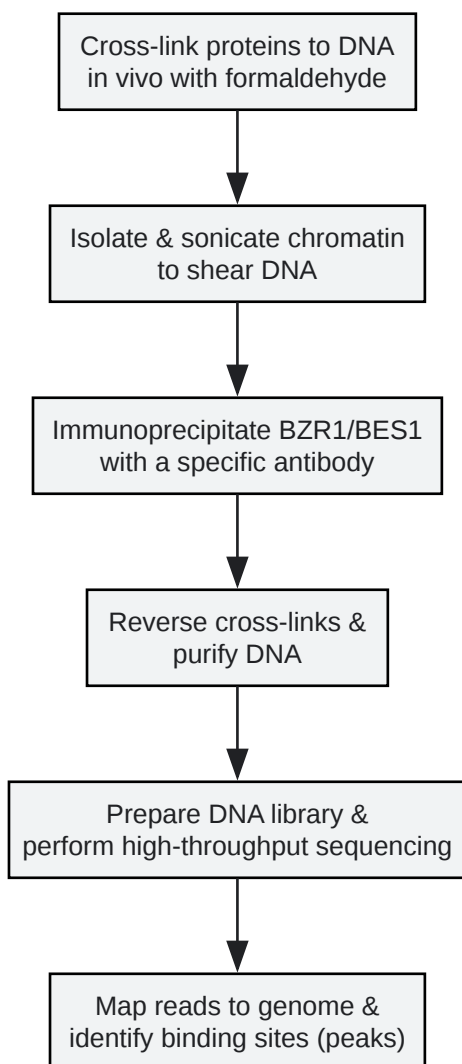 Cross-link proteins to DNA
in vivo with formaldehyde
Isolate & sonicate chromatin
to shear DNA
Immunoprecipitate BZR1/BES1
with a specific antibody
Reverse cross-links &
purify DNA
Prepare DNA library &
perform high-throughput sequencing
Map reads to genome &
identify binding sites (peaks)